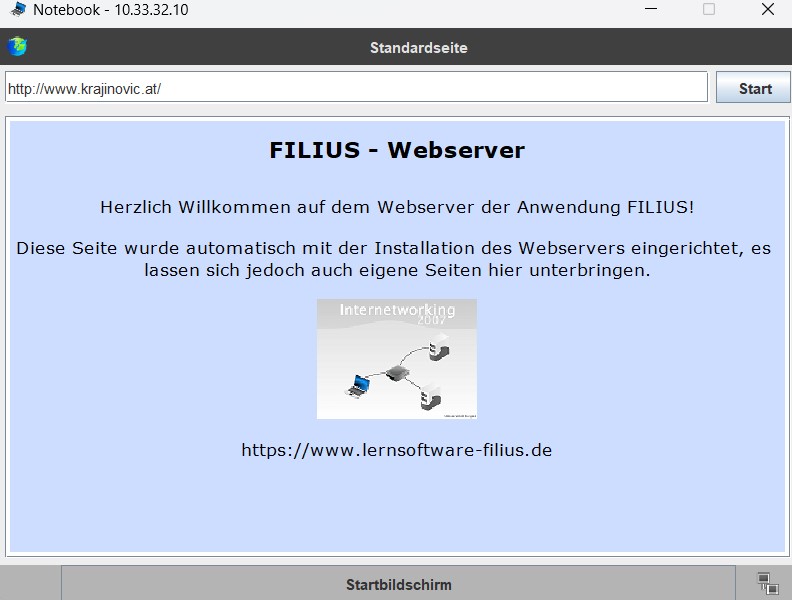 Notebook - 10.33.32.10
Standardseite
http://www.krajinovic.at/
Start
FILIUS - Webserver
Herzlich Willkommen auf dem Webserver der Anwendung FILIUS!
Diese Seite wurde automatisch mit der Installation des Webservers eingerichtet, es
lassen sich jedoch auch eigene Seiten hier unterbringen.
Internetworking
2007
https://www.lernsoftware-filius.de
Startbildschirm